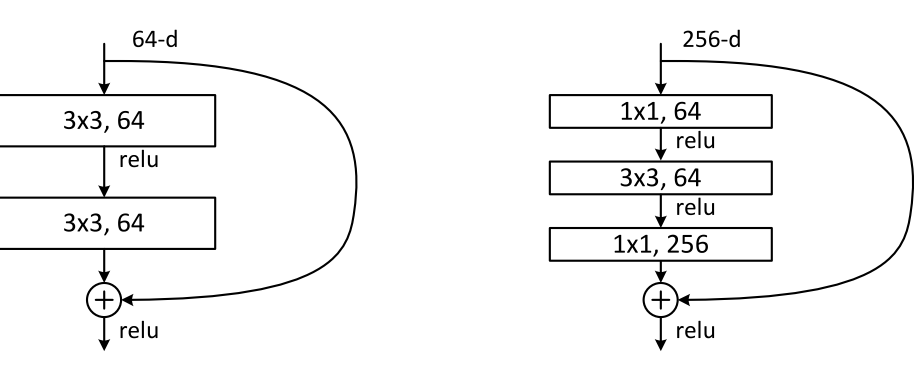 64-d
3x3, 64
relu
3x3, 64
+
relu
256-d
1x1, 64
relu
3x3, 64
relu
1x1, 256
+
relu